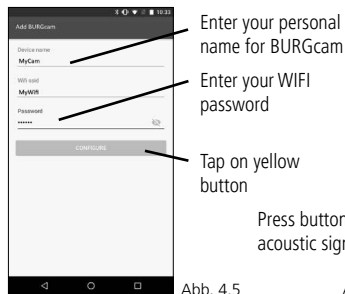 10:33
Add BURGcam
Device name
MyCam
Wifi ssid
MyWifi
Password
••••••
CONFIGURE
Enter your personal
name for BURGcam
Enter your WIFI
password
Tap on yellow
button
Press button
acoustic sig
Abb. 4.5